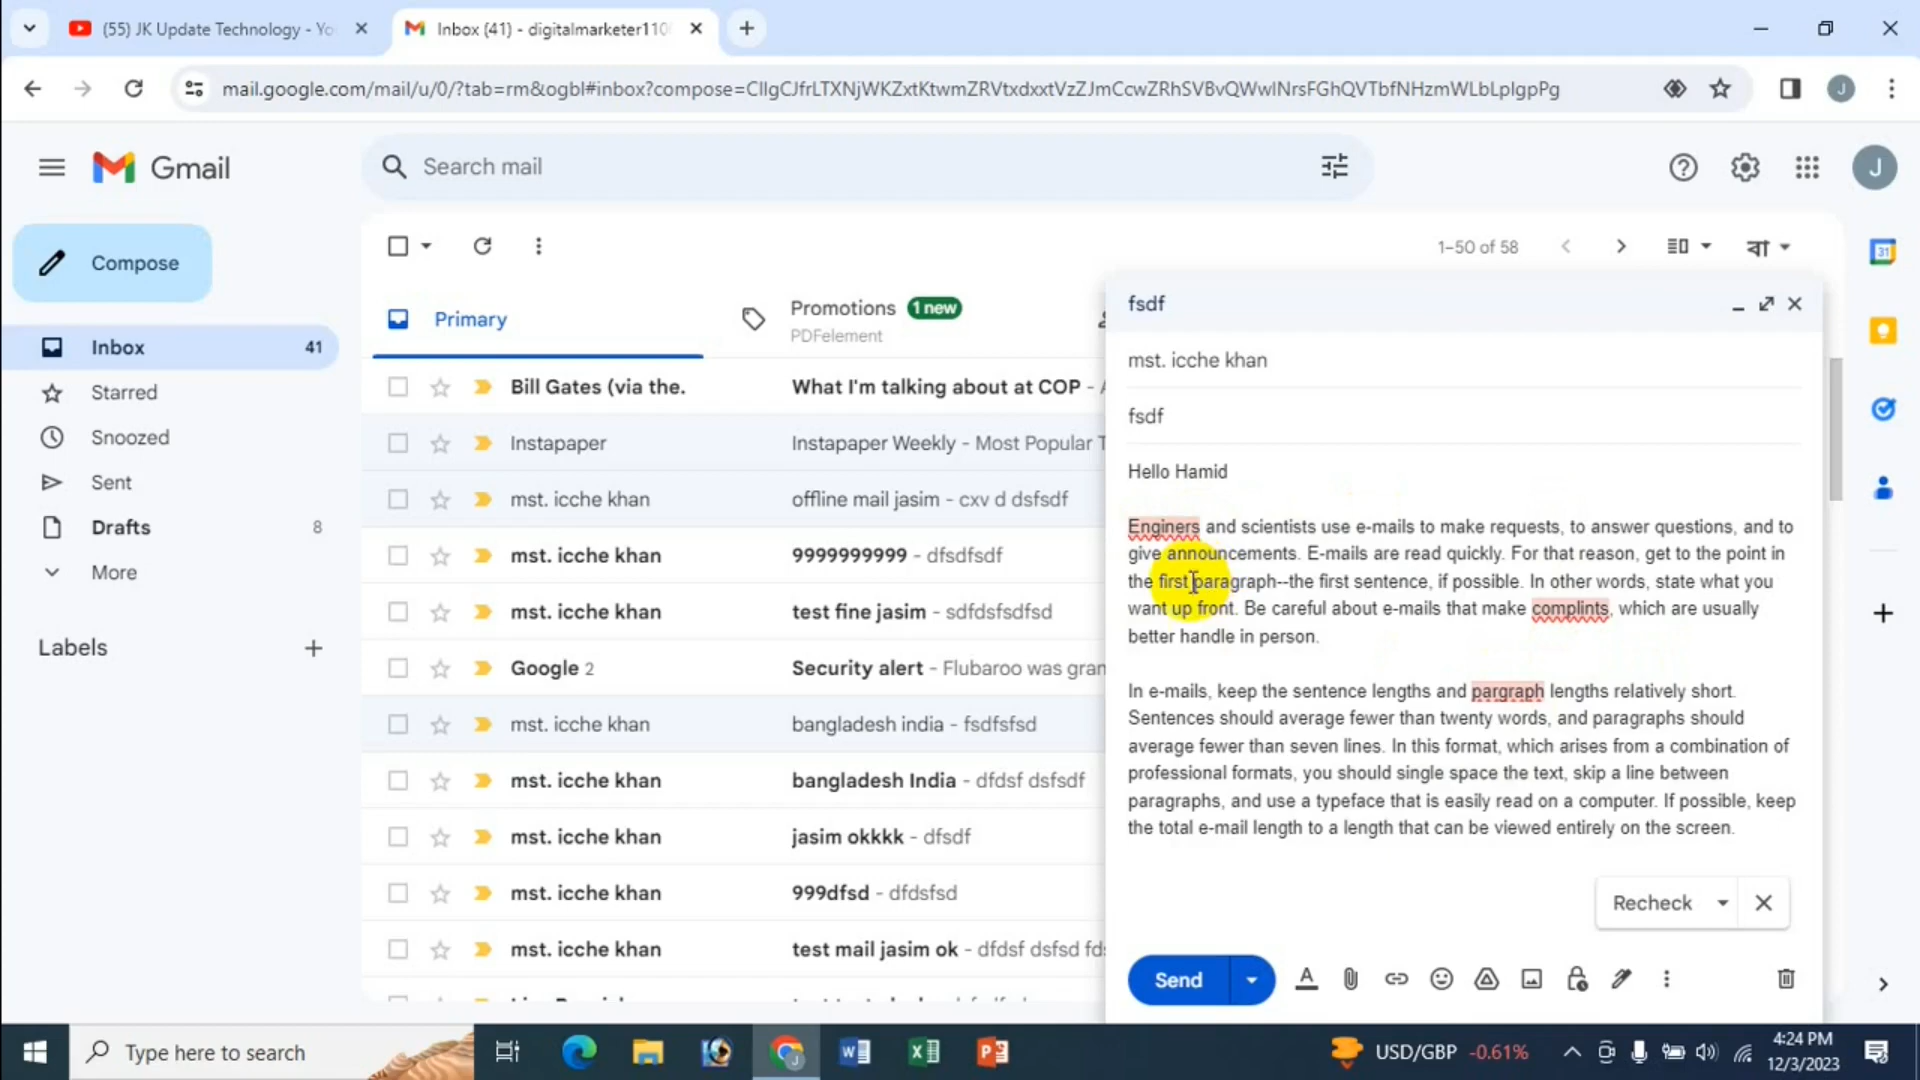 (55) JK Update Technology - Yo
Inbox (41) - digitalmarketer110
mail.google.com/mail/u/0/?tab=rm&ogbl#inbox?compose=CllgCJfrLTXNjWKZxtKtwmZRVtxdxxtVzZJmCcwZRhSVBvQWwlNrsFGhQVTbfNHzmWLbLplgpPg
J
Gmail
Search mail
J
Compose
1–50 of 58
বা
Inbox 41
Starred
Snoozed
Sent
Drafts 8
More
Labels
Primary
Promotions 1 new
PDFelement
Bill Gates (via the. What I'm talking about at COP -
Instapaper Instapaper Weekly - Most Popular T
mst. icche khan offline mail jasim - cxv d dsfsdf
mst. icche khan 9999999999 - dfsdfsdf
mst. icche khan test fine jasim - sdfdsfsdfsd
Google 2 Security alert - Flubaroo was gran
mst. icche khan bangladesh india - fsdfsfsd
mst. icche khan bangladesh India - dfdsf dsfsdf
mst. icche khan jasim okkkk - dfsdf
mst. icche khan 999dfsd - dfdsfsd
mst. icche khan test mail jasim ok - dfdsf dsfsd fds
fsdf
mst. icche khan
fsdf
Hello Hamid
Enginers and scientists use e-mails to make requests, to answer questions, and to
give announcements. E-mails are read quickly. For that reason, get to the point in
the first paragraph--the first sentence, if possible. In other words, state what you
want up front. Be careful about e-mails that make complints, which are usually
better handle in person.
In e-mails, keep the sentence lengths and pargraph lengths relatively short.
Sentences should average fewer than twenty words, and paragraphs should
average fewer than seven lines. In this format, which arises from a combination of
professional formats, you should single space the text, skip a line between
paragraphs, and use a typeface that is easily read on a computer. If possible, keep
the total e-mail length to a length that can be viewed entirely on the screen.
Recheck
Send
31
Type here to search
USD/GBP -0.61%
4:24 PM
12/3/2023